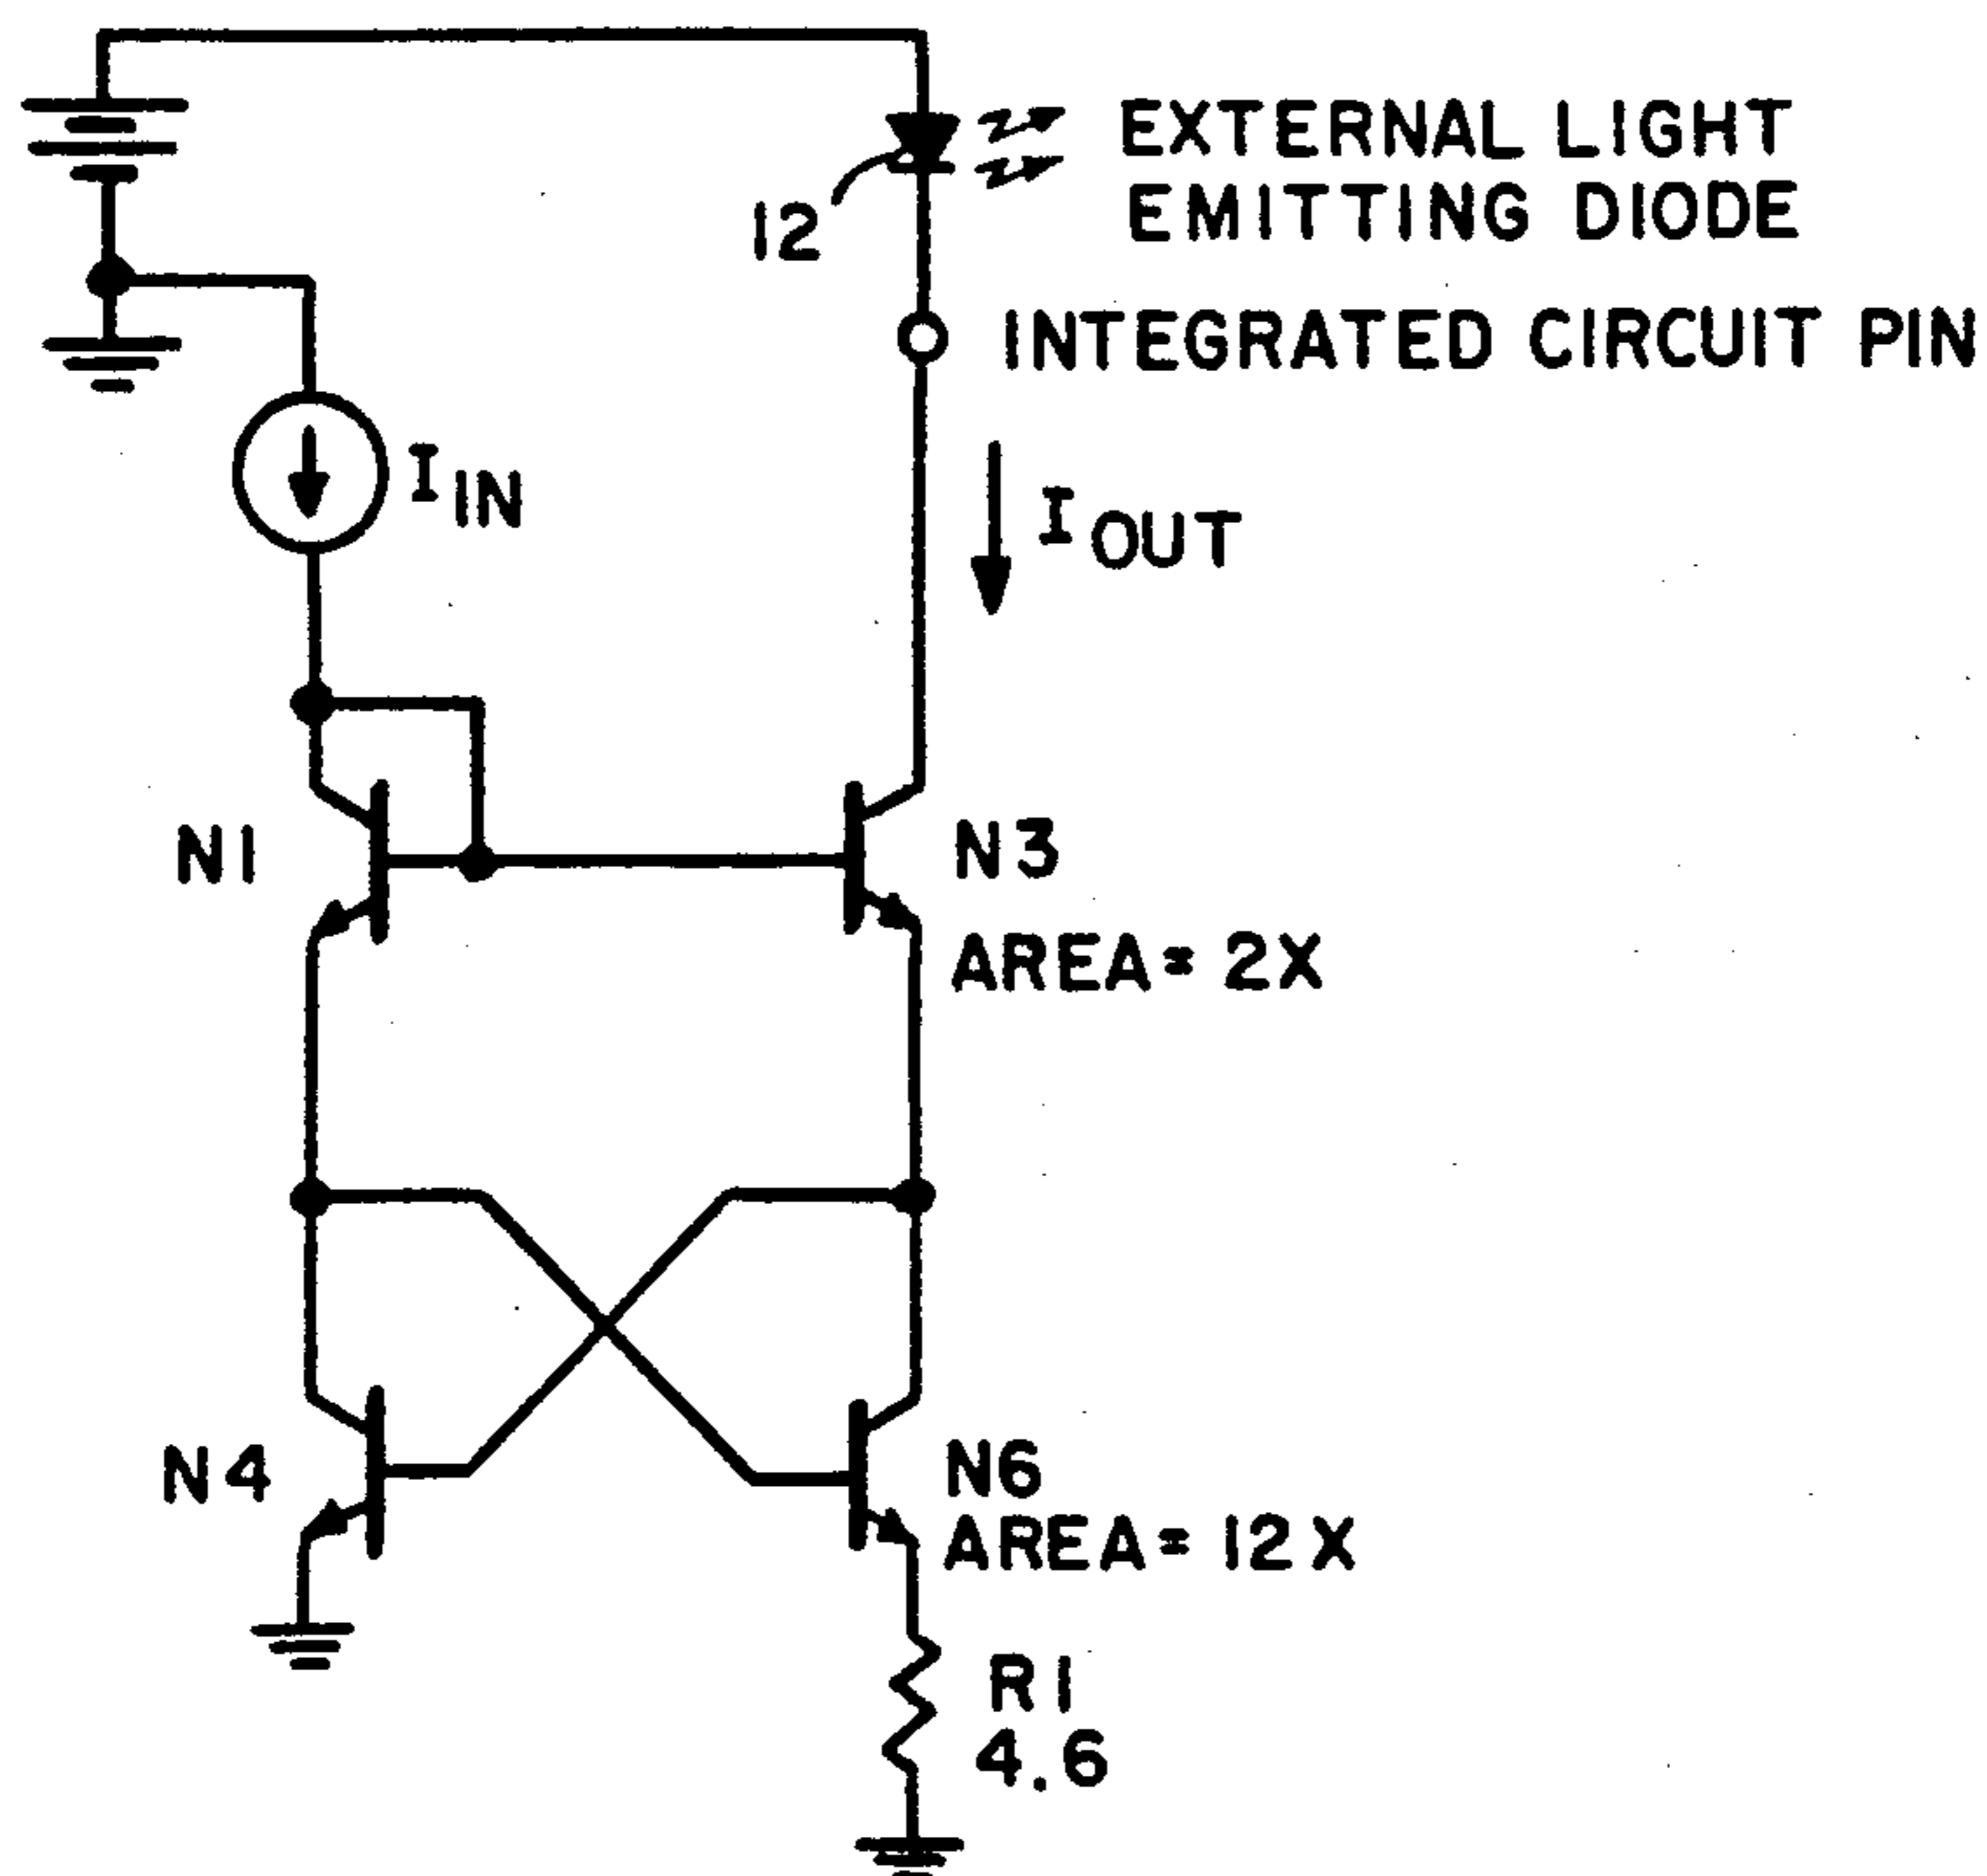 EXTERNAL LIGHT
EMITTING DIODE
12
INTEGRATED CIRCUIT PIN
IIN
IOUT
N1
N3
AREA = 2X
N4
N6
AREA = 12X
R1
4.6